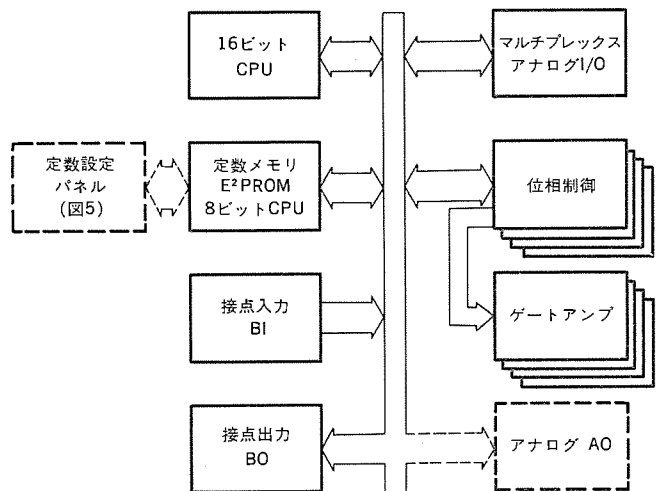 16ビット
CPU
マルチプレックス
アナログI/O
定数設定
パネル
(図5)
定数メモリ
E²PROM
8ビットCPU
位相制御
接点入力
BI
ゲートアンプ
接点出力
BO
アナログ AO